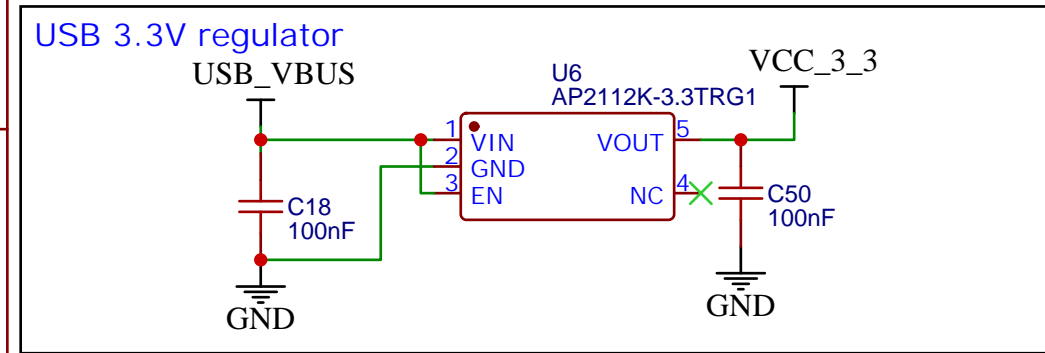 USB 3.3V regulator
USB_VBUS
VCC_3_3
U6
AP2112K-3.3TRG1
1
VIN
2
GND
3
EN
VOUT
5
NC
4
C18
100nF
C50
100nF
GND
GND